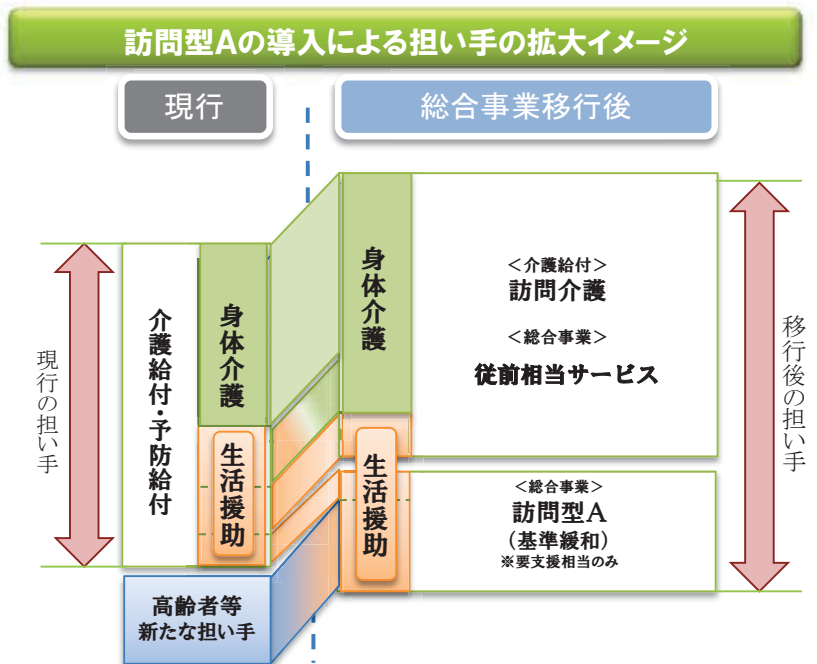 訪問型Aの導入による担い手の拡大イメージ
現行
総合事業移行後
現行の担い手
介護給付・予防給付
身体介護
生活援助
高齢者等
新たな担い手
身体介護
生活援助
＜介護給付＞
訪問介護
＜総合事業＞
従前相当サービス
＜総合事業＞
訪問型A
（基準緩和）
※要支援相当のみ
移行後の担い手